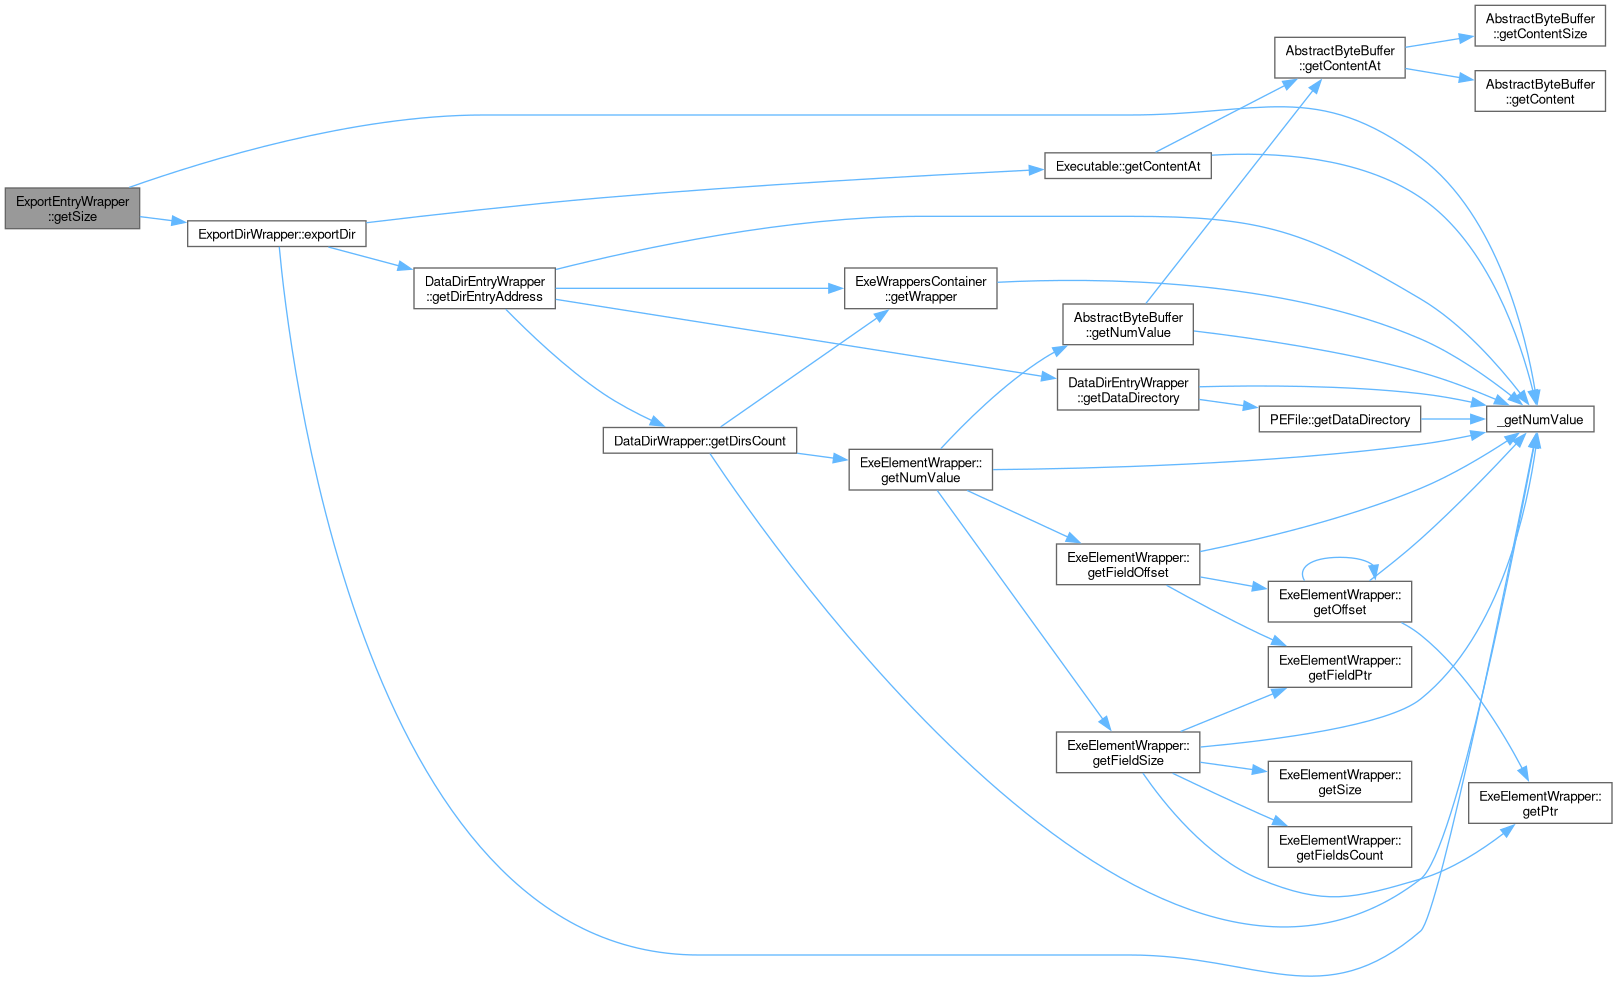 AbstractByteBuffer
::getContentSize
AbstractByteBuffer
::getContentAt
AbstractByteBuffer
::getContent
Executable::getContentAt
ExportEntryWrapper
::getSize
ExportDirWrapper::exportDir
DataDirEntryWrapper
::getDirEntryAddress
ExeWrappersContainer
::getWrapper
AbstractByteBuffer
::getNumValue
DataDirEntryWrapper
::getDataDirectory
PEFile::getDataDirectory
_getNumValue
DataDirWrapper::getDirsCount
ExeElementWrapper::
getNumValue
ExeElementWrapper::
getFieldOffset
ExeElementWrapper::
getOffset
ExeElementWrapper::
getFieldPtr
ExeElementWrapper::
getFieldSize
ExeElementWrapper::
getSize
ExeElementWrapper::
getPtr
ExeElementWrapper::
getFieldsCount